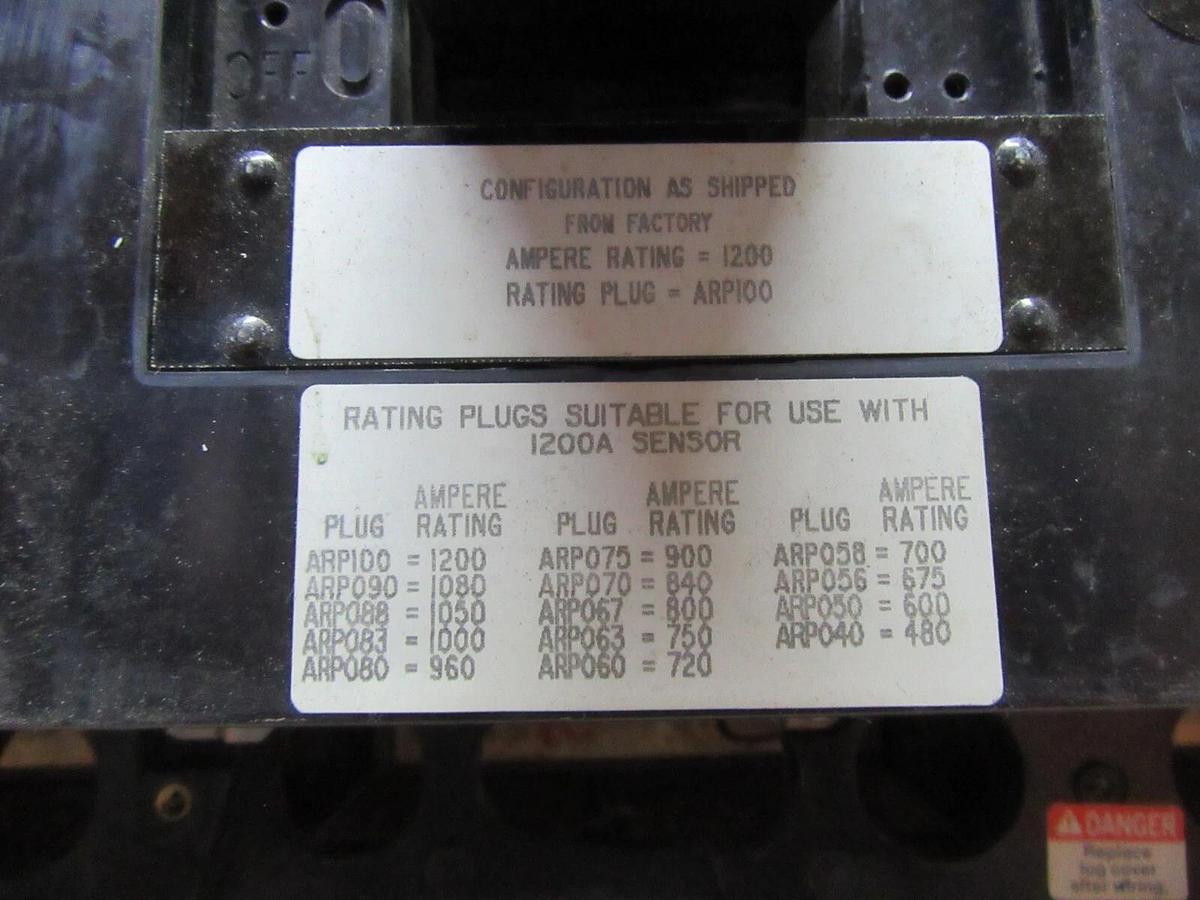 OFF O
CONFIGURATION AS SHIPPED
FROM FACTORY
AMPERE RATING = 1200
RATING PLUG = ARP100
RATING PLUGS SUITABLE FOR USE WITH
1200A SENSOR
AMPERE AMPERE AMPERE
PLUG RATING PLUG RATING PLUG RATING
ARP100 = 1200 ARP075 = 900 ARP058 = 700
ARP090 = 1080 ARP070 = 840 ARP056 = 675
ARP088 = 1050 ARP067 = 800 ARP050 = 600
ARP083 = 1000 ARP063 = 750 ARP040 = 480
ARP080 = 960 ARP060 = 720
DANGER
Replace
lug cover
after wiring.